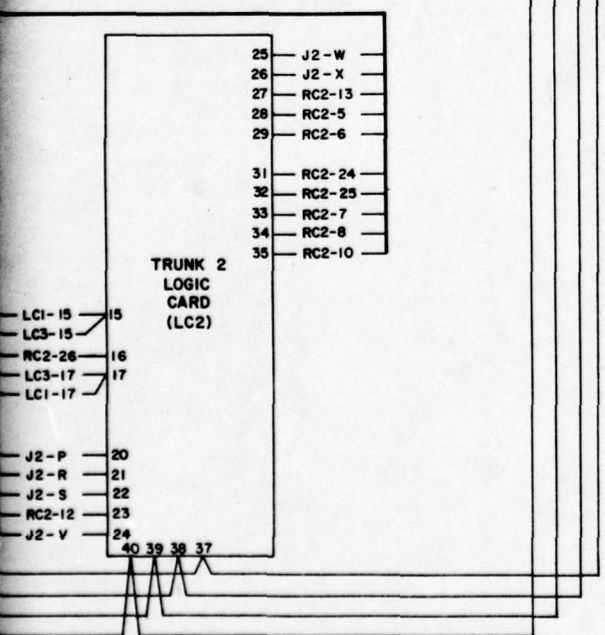 25 J2-W
26 J2-X
27 RC2-13
28 RC2-5
29 RC2-6
31 RC2-24
32 RC2-25
33 RC2-7
34 RC2-8
35 RC2-10
TRUNK 2
LOGIC
CARD
(LC2)
LC1-15 15
LC3-15
RC2-26 16
LC3-17 17
LC1-17
J2-P 20
J2-R 21
J2-S 22
RC2-12 23
J2-V 24
40 39 38 37